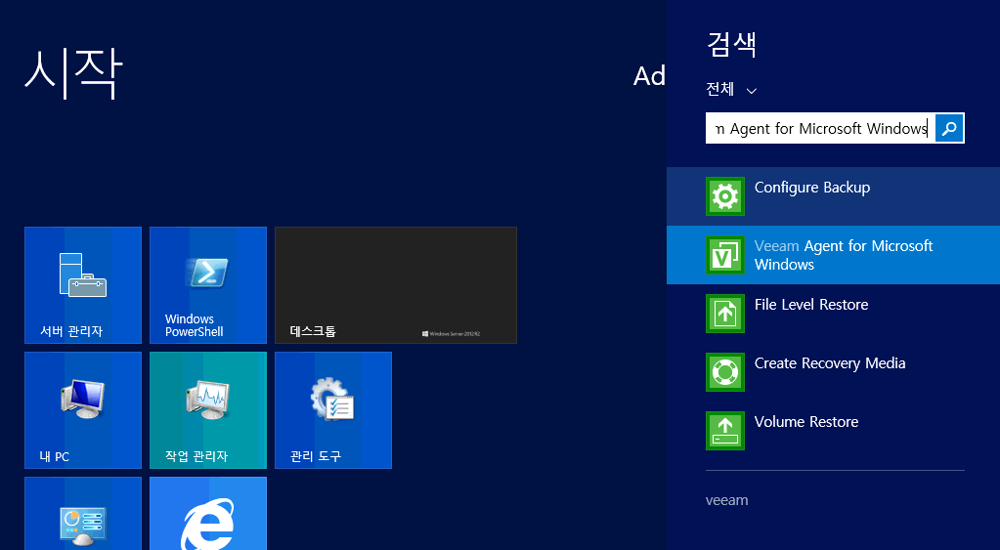 시작
Ad
검색
전체
m Agent for Microsoft Windows
Configure Backup
Veeam Agent for Microsoft
Windows
File Level Restore
Create Recovery Media
Volume Restore
veeam
서버 관리자
Windows
PowerShell
데스크톱
Windows Server 2012 R2
내 PC
작업 관리자
관리 도구